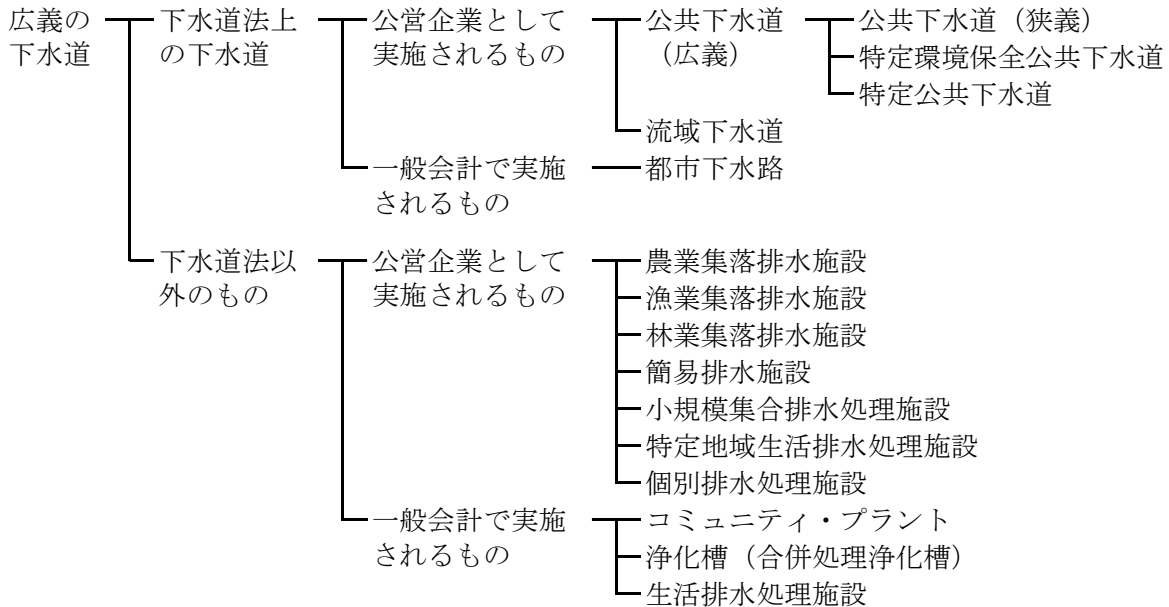 広義の
下水道
下水道法上
の下水道
公営企業として
実施されるもの
公共下水道
（広義）
公共下水道（狭義）
特定環境保全公共下水道
特定公共下水道
流域下水道
一般会計で実施
されるもの
都市下水路
下水道法以
外のもの
公営企業として
実施されるもの
農業集落排水施設
漁業集落排水施設
林業集落排水施設
簡易排水施設
小規模集合排水処理施設
特定地域生活排水処理施設
個別排水処理施設
一般会計で実施
されるもの
コミュニティ・プラント
浄化槽（合併処理浄化槽）
生活排水処理施設